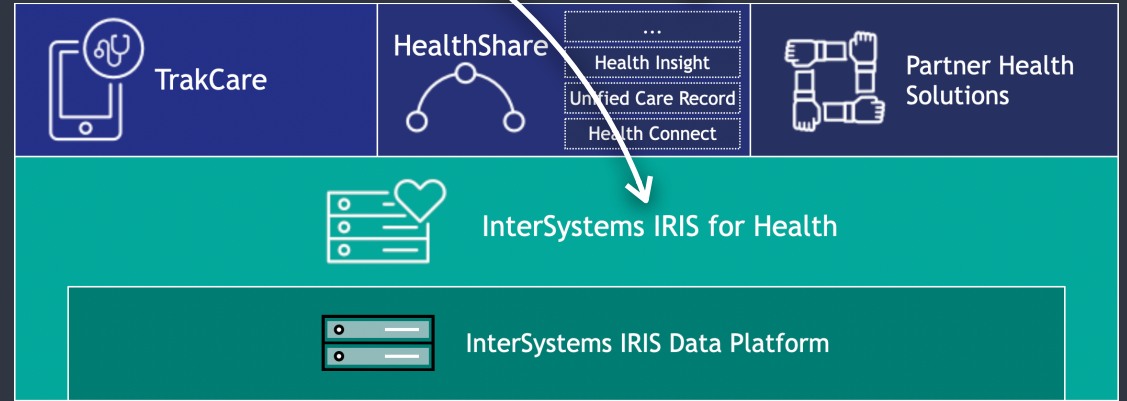 TrakCare
HealthShare
...
Health Insight
Unified Care Record
Health Connect
Partner Health
Solutions
InterSystems IRIS for Health
InterSystems IRIS Data Platform